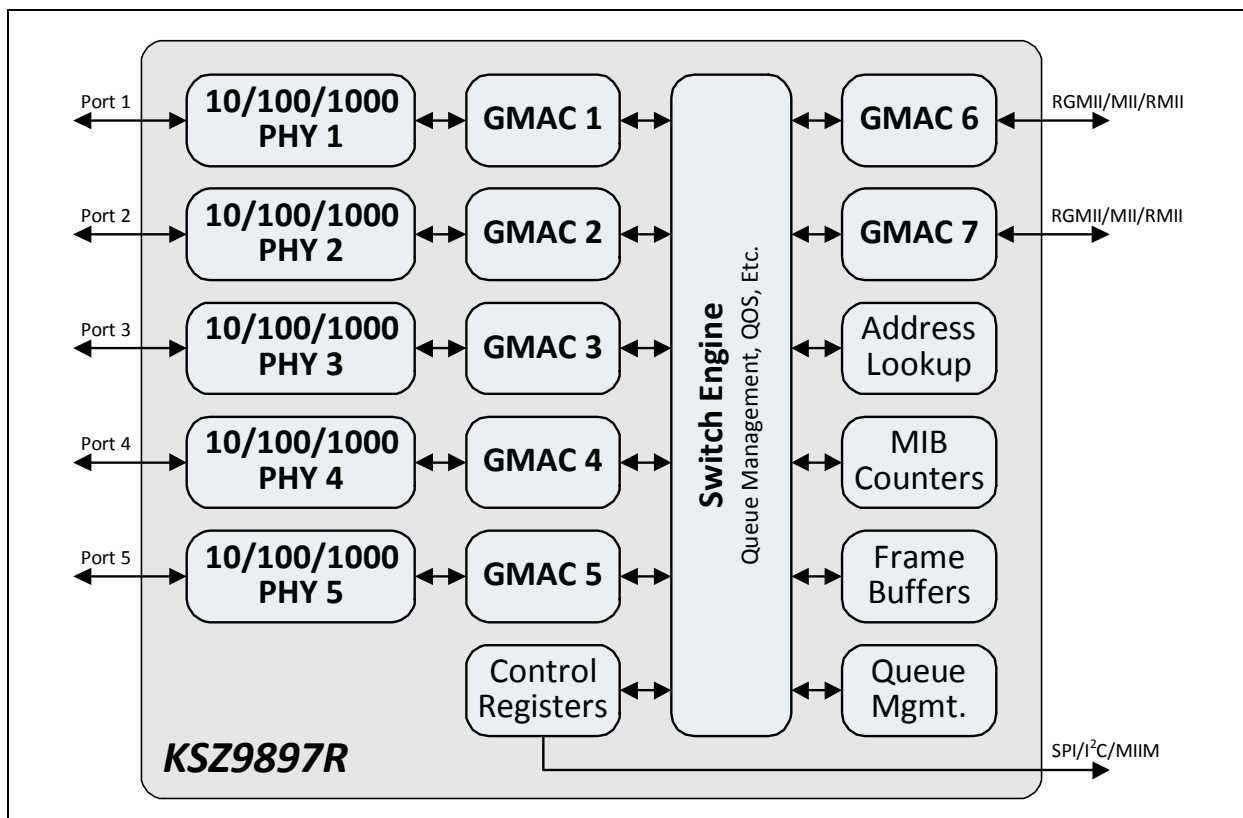 Port 1
10/100/1000
PHY 1
GMAC 1
GMAC 6
RGMII/MII/RMII
Port 2
10/100/1000
PHY 2
GMAC 2
GMAC 7
RGMII/MII/RMII
Port 3
10/100/1000
PHY 3
GMAC 3
Switch Engine
Queue Management, QOS, Etc.
Address
Lookup
Port 4
10/100/1000
PHY 4
GMAC 4
MIB
Counters
Port 5
10/100/1000
PHY 5
GMAC 5
Frame
Buffers
Control
Registers
Queue
Mgmt.
KSZ9897R
SPI/I²C/MIIM